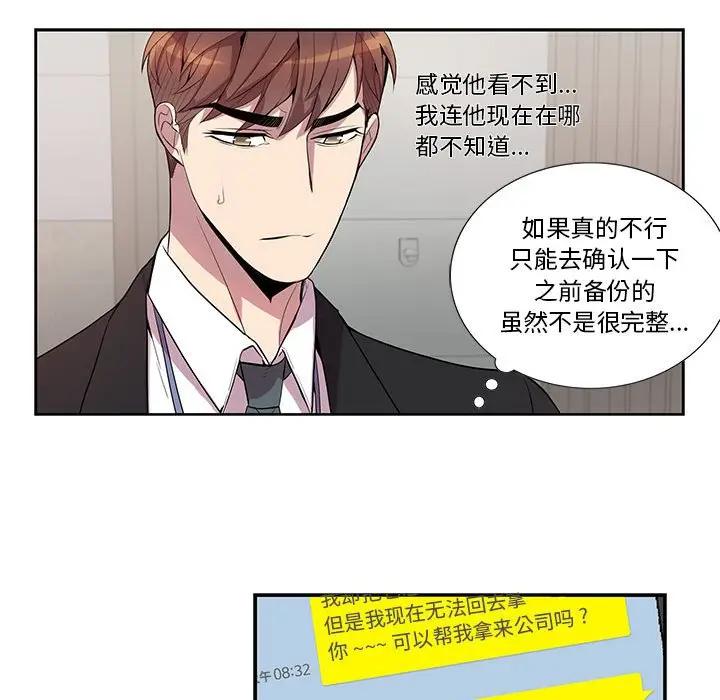 感觉他看不到...
我连他现在在哪
都不知道...
如果真的不行
只能去确认一下
之前备份的
虽然不是很完整...
但是我现在无法回去拿
你 ~~~ 可以帮我拿来公司吗？
午08:32